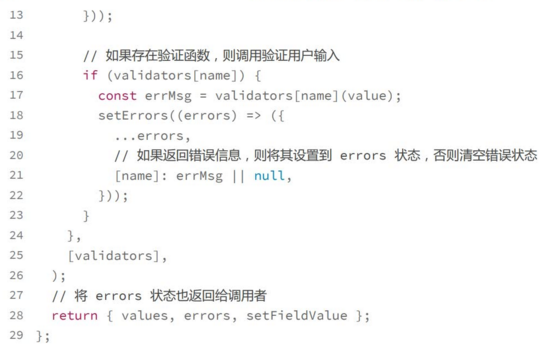 13       }));
14
15       // 如果存在验证函数，则调用验证用户输入
16       if (validators[name]) {
17         const errMsg = validators[name](value);
18         setErrors((errors) => ({
19           ...errors,
20           // 如果返回错误信息，则将其设置到 errors 状态，否则清空错误状态
21           [name]: errMsg || null,
22         }));
23       }
24     },
25     [validators],
26   );
27   // 将 errors 状态也返回给调用者
28   return { values, errors, setFieldValue };
29 };